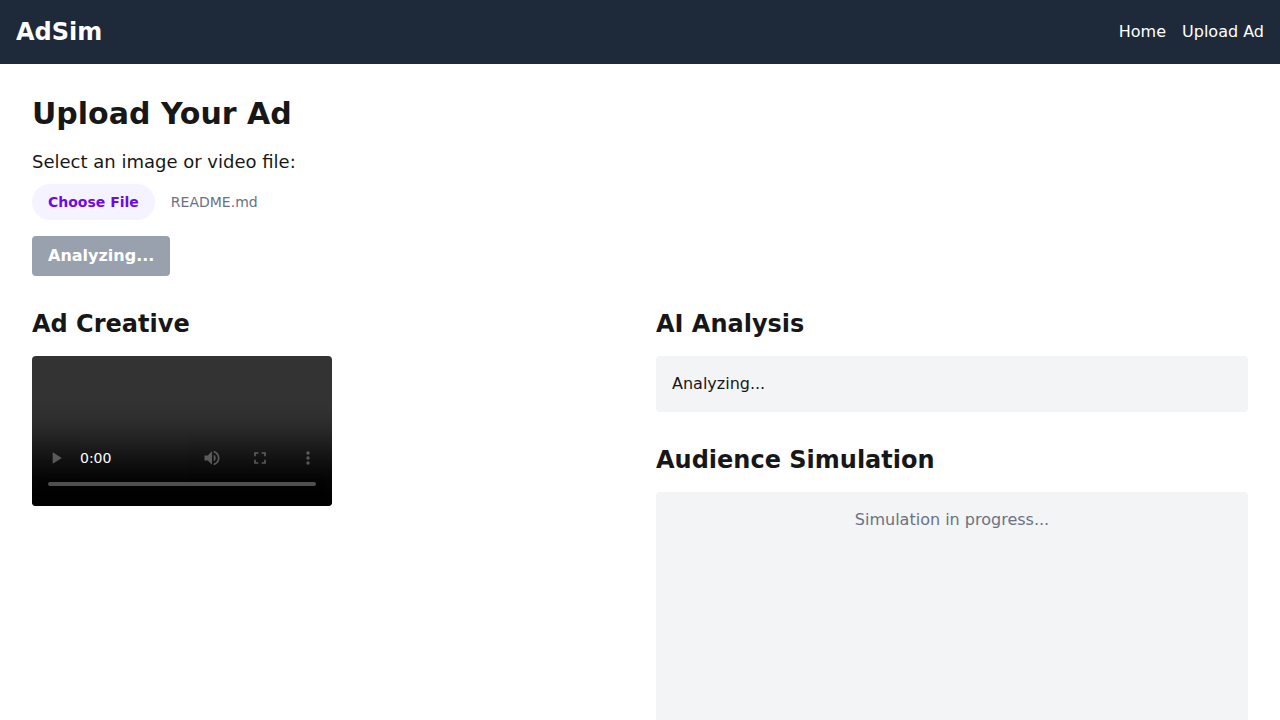 AdSim
Home
Upload Ad
Upload Your Ad
Select an image or video file:
Choose File
README.md
Analyzing...
Ad Creative
0:00
AI Analysis
Analyzing...
Audience Simulation
Simulation in progress...